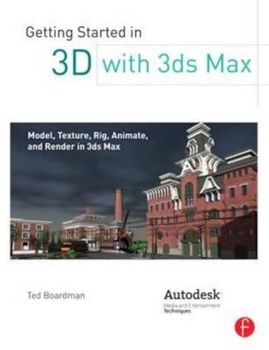 Getting Started in
3D with 3ds Max
Model, Texture, Rig, Animate,
and Render in 3ds Max
Ted Boardman
Autodesk
Media and Entertainment
Techniques
f